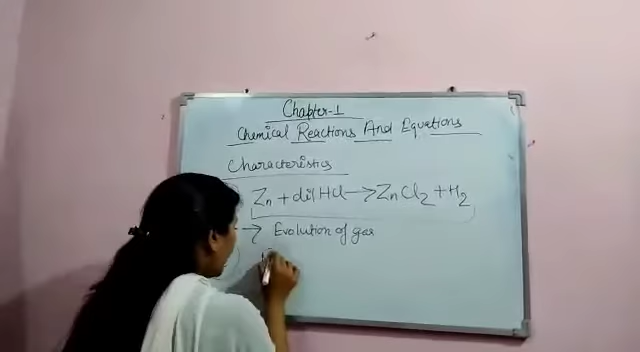 Chapter-1
Chemical Reactions And Equations
Characteristics
Zn + dil HCl → ZnCl2 + H2
→ Evolution of gas